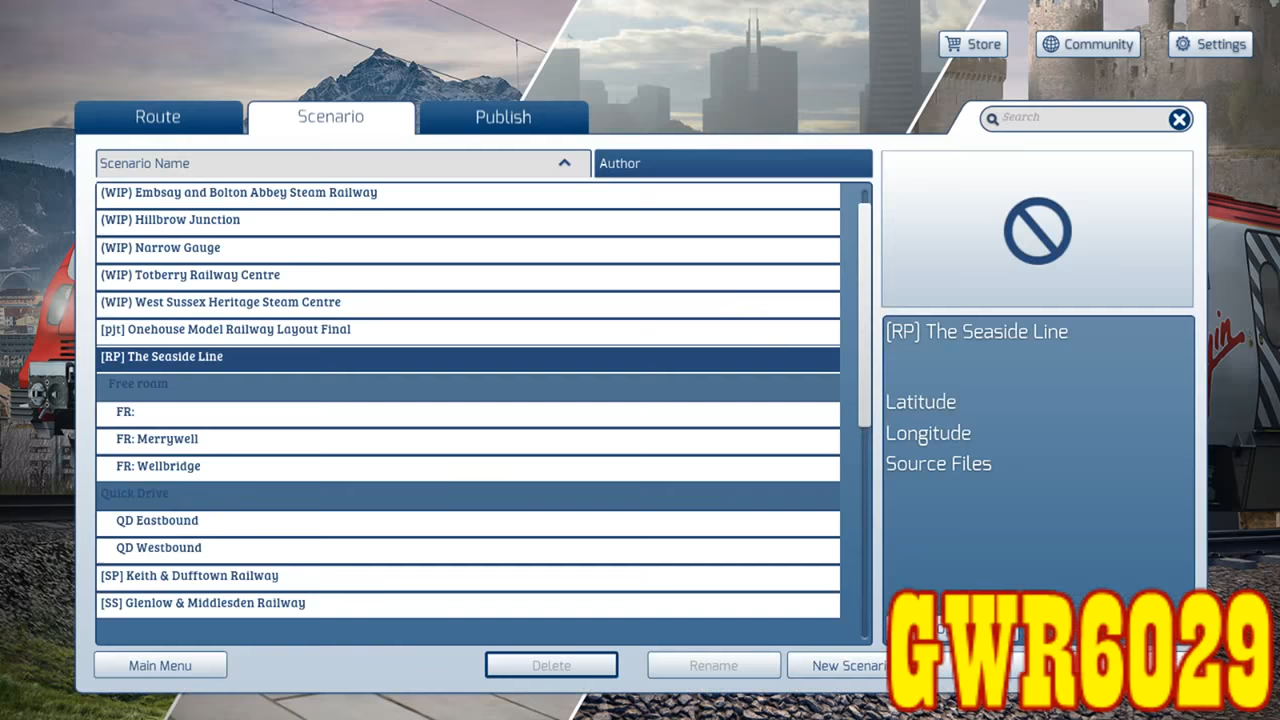 Store
Community
Settings
Route
Scenario
Publish
Search
Scenario Name
Author
(WIP) Embsay and Bolton Abbey Steam Railway
(WIP) Hillbrow Junction
(WIP) Narrow Gauge
(WIP) Totberry Railway Centre
(WIP) West Sussex Heritage Steam Centre
[pjt] Onehouse Model Railway Layout Final
[RP] The Seaside Line
Free roam
FR:
FR: Merrywell
FR: Wellbridge
Quick Drive
QD Eastbound
QD Westbound
[SP] Keith & Dufftown Railway
[SS] Glenlow & Middlesden Railway
[RP] The Seaside Line
Latitude
Longitude
Source Files
Main Menu
Delete
Rename
New Scenari
GWR6029